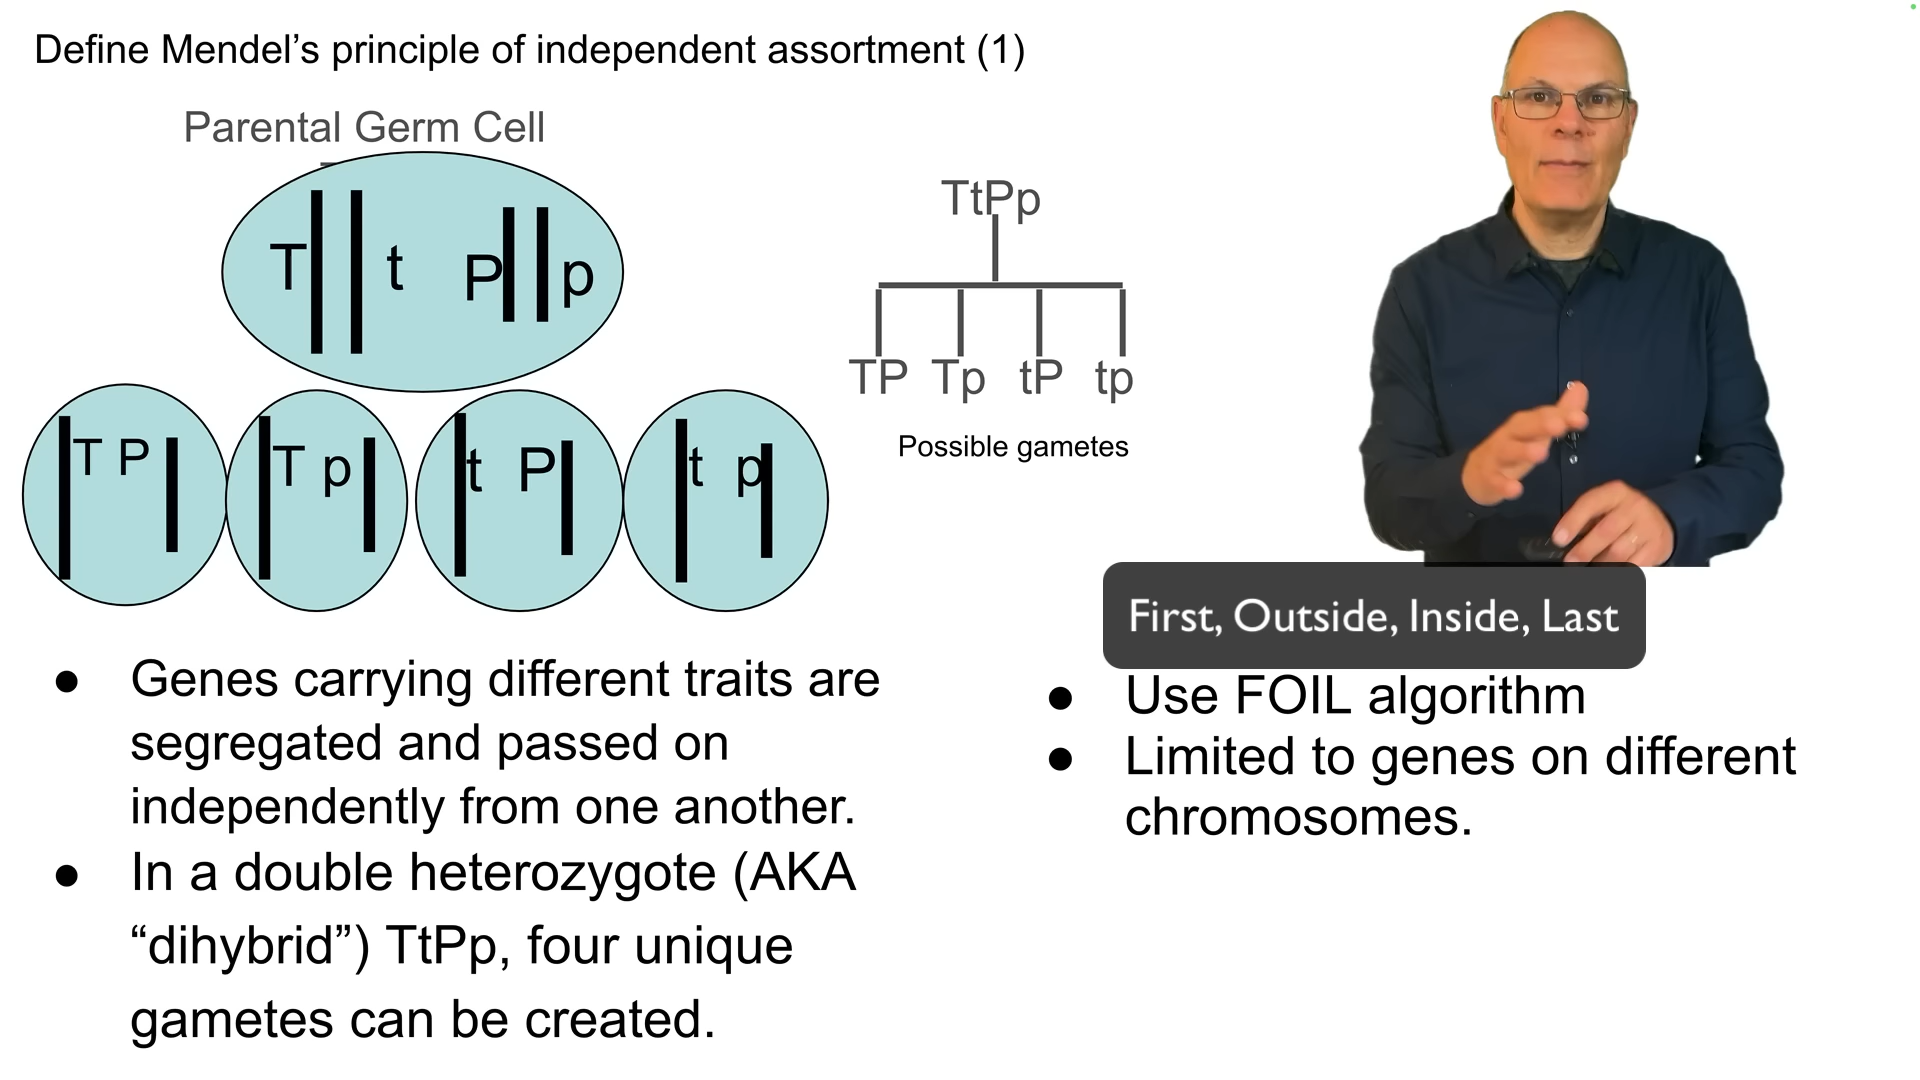 Define Mendel’s principle of independent assortment (1)
Parental Germ Cell
T t P p
T P
T p
t P
t p
TtPp
TP Tp tP tp
Possible gametes
First, Outside, Inside, Last
● Genes carrying different traits are
segregated and passed on
independently from one another.
● In a double heterozygote (AKA
“dihybrid”) TtPp, four unique
gametes can be created.
● Use FOIL algorithm
● Limited to genes on different
chromosomes.